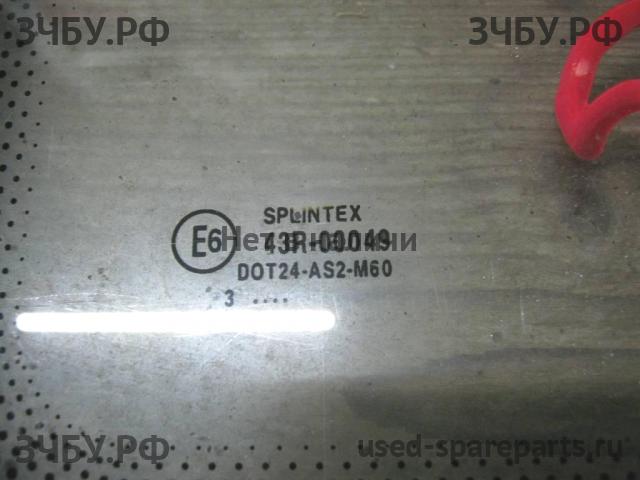 ЗЧБУ.РФ ЗЧБУ.РФ
SPLINTEX
E6 43R-00049
DOT24-AS2-M60
3 ....
ЗЧБУ.РФ used-spareparts.ru